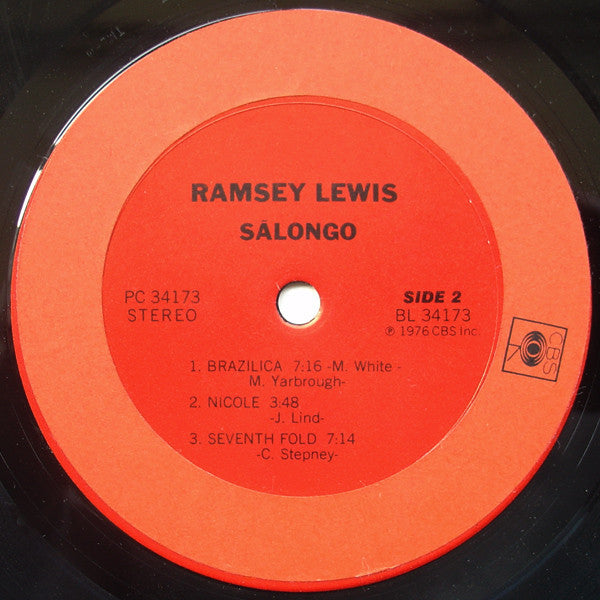 RAMSEY LEWIS
SÂLONGO
PC 34173
STEREO
SIDE 2
BL 34173
℗ 1976 CBS Inc.
1. BRAZILICA 7:16 -M. White -
M. Yarbrough-
2. NICOLE 3:48
-J. Lind-
3. SEVENTH FOLD 7:14
-C. Stepney-
CBS